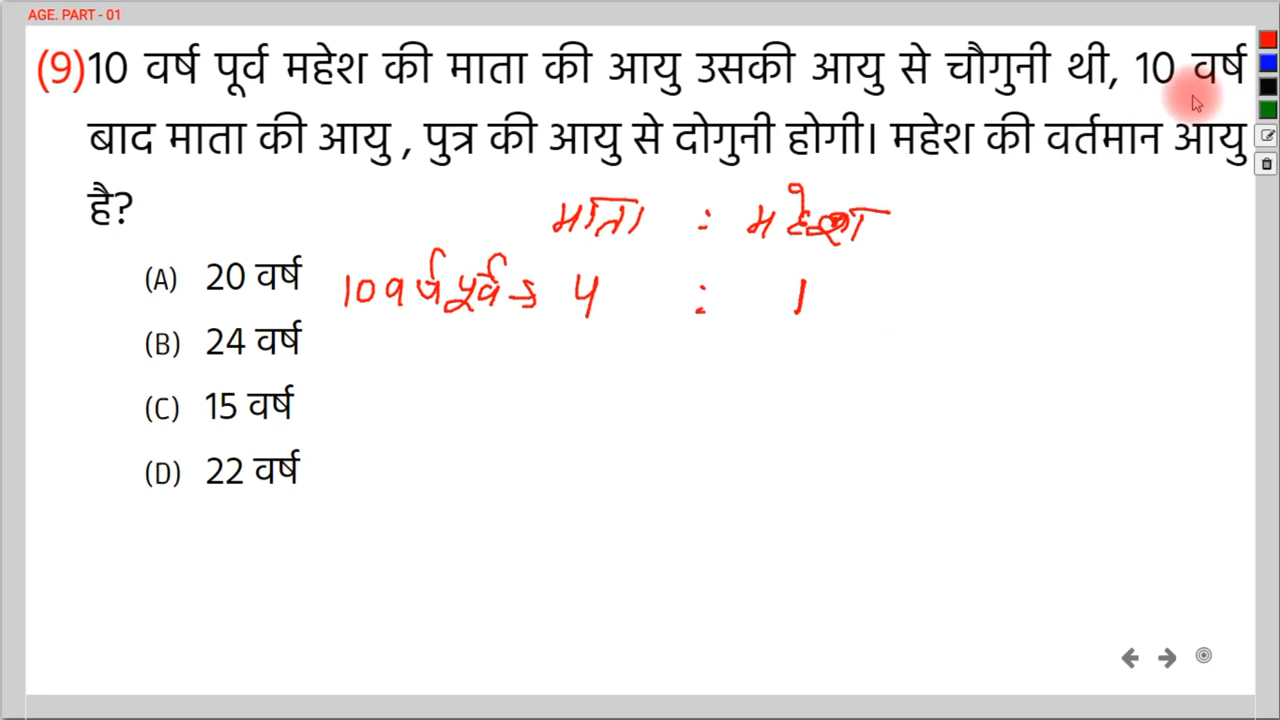 AGE. PART - 01
(9)10 वर्ष पूर्व महेश की माता की आयु उसकी आयु से चौगुनी थी, 10 वर्ष
बाद माता की आयु , पुत्र की आयु से दोगुनी होगी। महेश की वर्तमान आयु
है?
माता : महेश
(A) 20 वर्ष
10 वर्ष पूर्व → 4 : 1
(B) 24 वर्ष
(C) 15 वर्ष
(D) 22 वर्ष